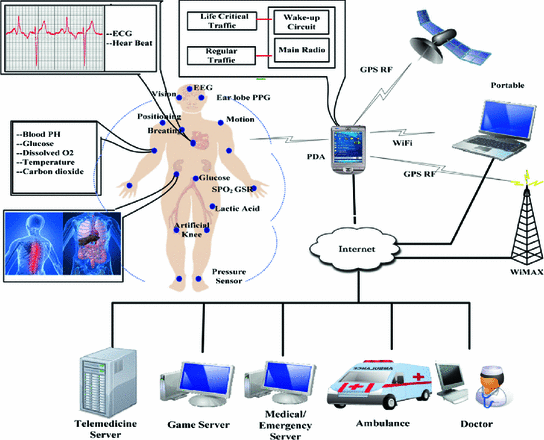 --ECG
--Hear Beat
Life Critical
Traffic
Wake-up
Circuit
Regular
Traffic
Main Radio
GPS RF
EEG
Vision
Ear lobe PPG
Portable
Positioning
Motion
Breating
--Blood PH
--Glucose
--Dissolved O2
--Temperature
--Carbon dioxide
PDA
WiFi
GPS RF
Glucose
SPO2 GSR
Lactic Acid
Artificial
Knee
Internet
WiMAX
Pressure
Sensor
Telemedicine
Server
Game Server
Medical/
Emergency
Server
Ambulance
Doctor